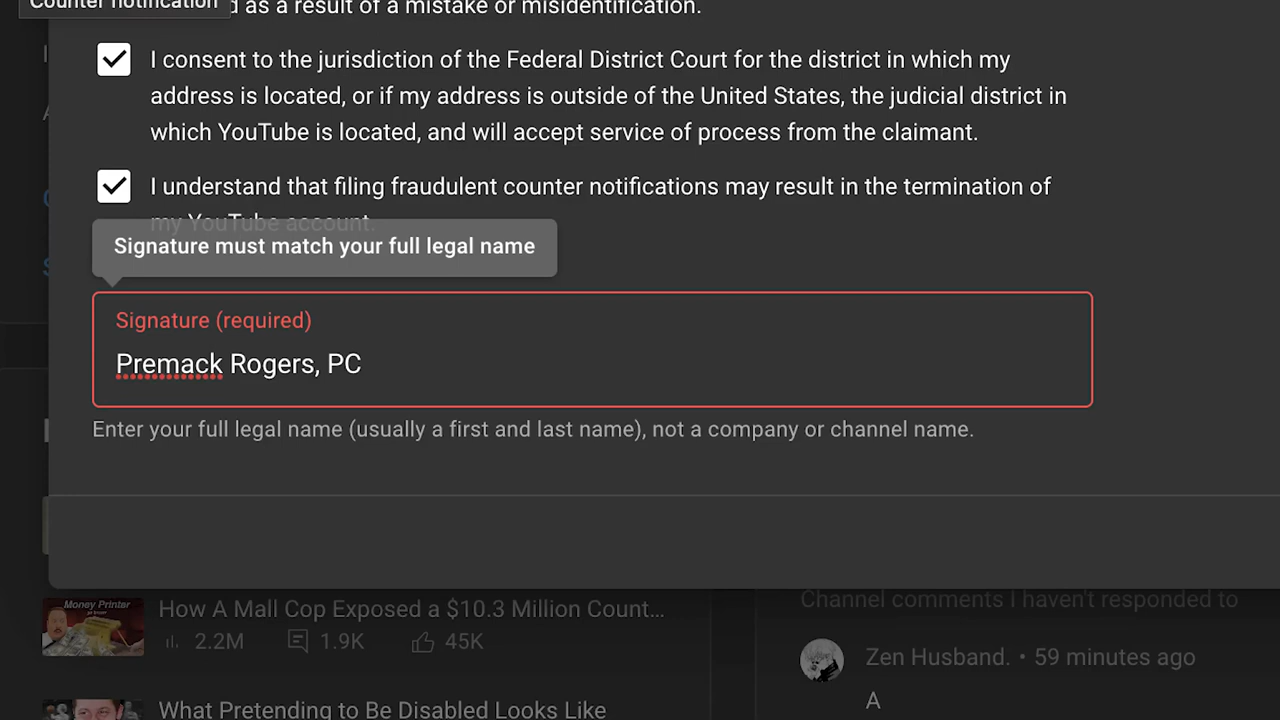 Counter notification
d as a result of a mistake or misidentification.
I consent to the jurisdiction of the Federal District Court for the district in which my
address is located, or if my address is outside of the United States, the judicial district in
which YouTube is located, and will accept service of process from the claimant.
I understand that filing fraudulent counter notifications may result in the termination of
my YouTube account.
Signature must match your full legal name
Signature (required)
Premack Rogers, PC
Enter your full legal name (usually a first and last name), not a company or channel name.
Money Printer
How A Mall Cop Exposed a $10.3 Million Count...
2.2M 1.9K 45K
What Pretending to Be Disabled Looks Like
Channel comments I haven't responded to
Zen Husband. • 59 minutes ago
A